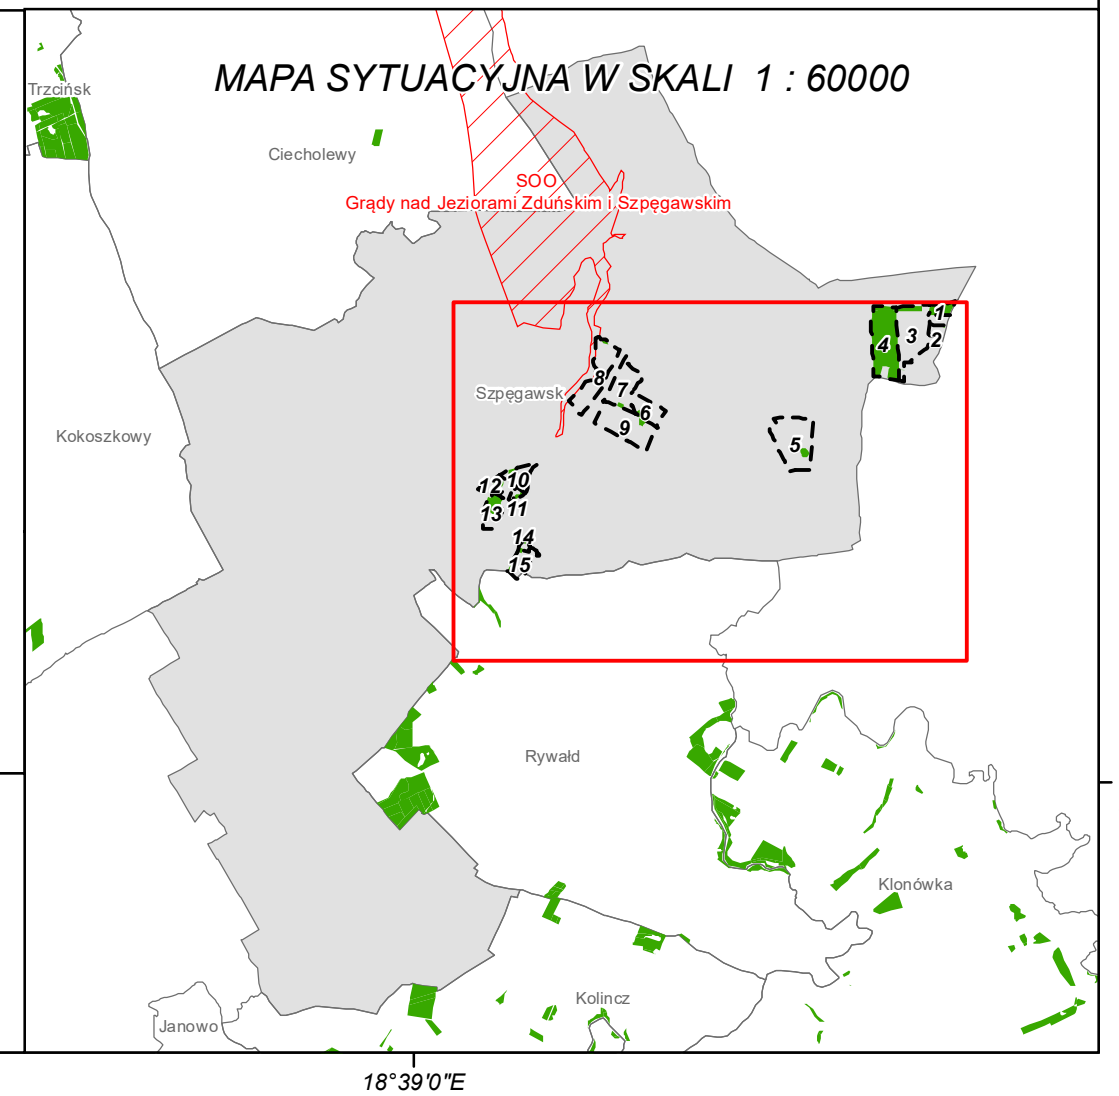 MAPA SYTUACYJNA W SKALI 1 : 60000
Trzcińsk
Ciecholewy
SOO
Grądy nad Jeziorami Zduńskim i Szpęgawskim
1
2
3
4
8
7
6
9
5
Szpęgawsk
Kokoszkowy
12
10
13
11
14
15
Rywałd
Klonówka
Kolincz
Janowo
18°39'0"E